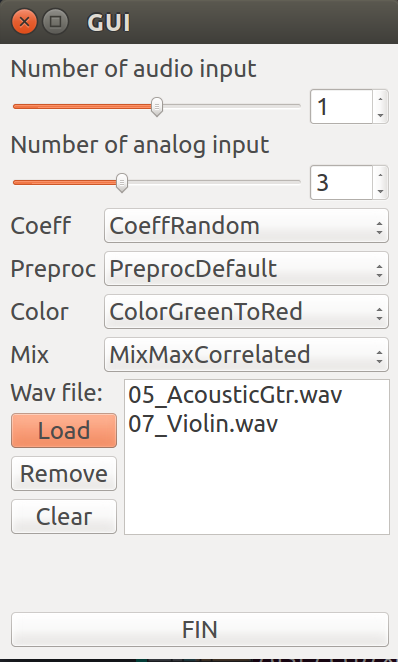 GUI
Number of audio input
1
Number of analog input
3
Coeff CoeffRandom
Preproc PreprocDefault
Color ColorGreenToRed
Mix MixMaxCorrelated
Wav file:
05_AcousticGtr.wav
07_Violin.wav
Load
Remove
Clear
FIN